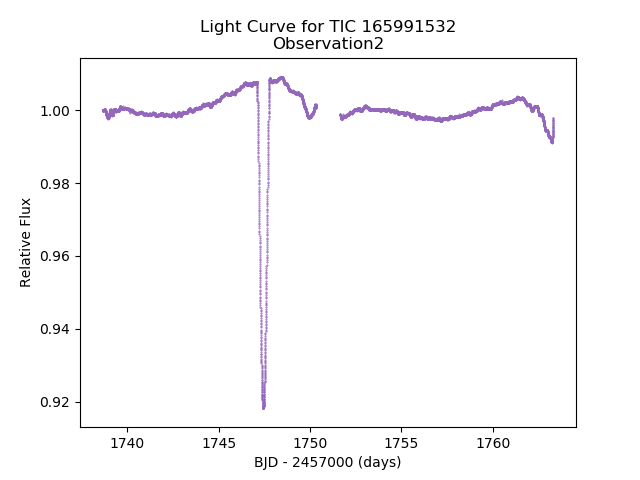 Light Curve for TIC 165991532
Observation2
1.00
0.98
0.96
0.94
0.92
Relative Flux
1740
1745
1750
1755
1760
BJD - 2457000 (days)